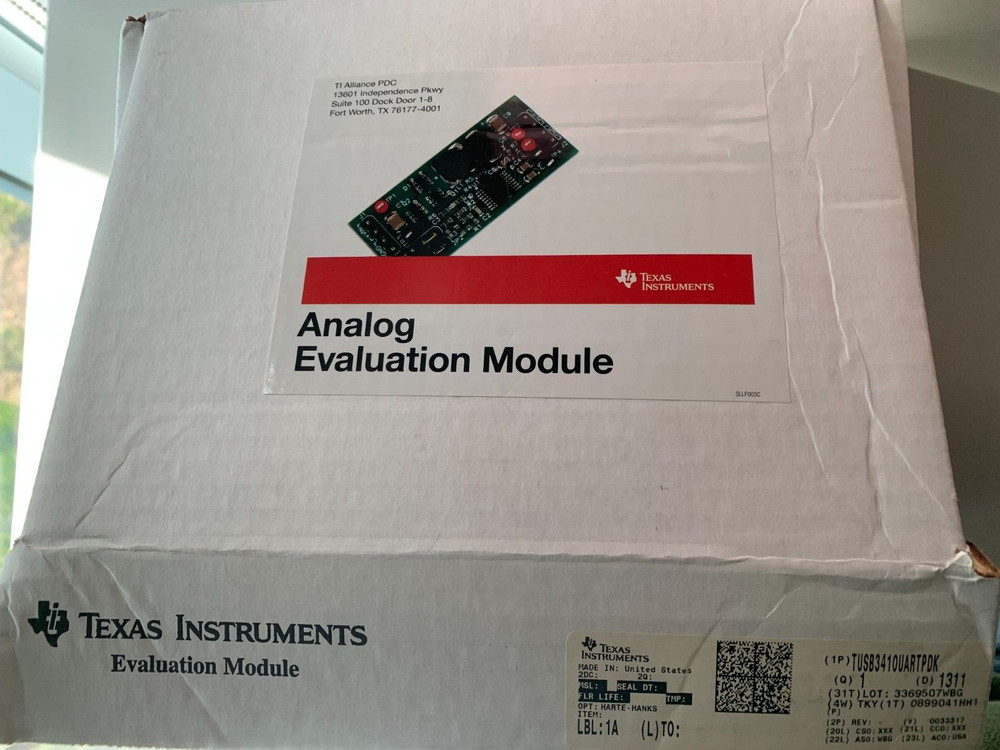 TI Alliance PDC
13601 Independence Pkwy
Suite 100 Dock Door 1-8
Fort Worth, TX 76177-4001
TEXAS
INSTRUMENTS
Analog
Evaluation Module
SLLF003C
TEXAS INSTRUMENTS
Evaluation Module
TEXAS
INSTRUMENTS
MADE IN: United States
2DC: 2Q:
MSL: SEAL DT:
FLR LIFE: TMP:
OPT: HARTE-HANKS
ITEM:
LBL: 1A (L)TO:
(1P)TUSB3410UARTPDK
(Q) 1 (D) 1311
(31T)LOT: 3369507WBG
(4W) TKY(1T) 0899041HH1
(P)
(2P) REV: - (V) 0033317
(20L) CSO: XXX (21L) CCO: XXX
(22L) ASO: WBG (23L) ACO: USA